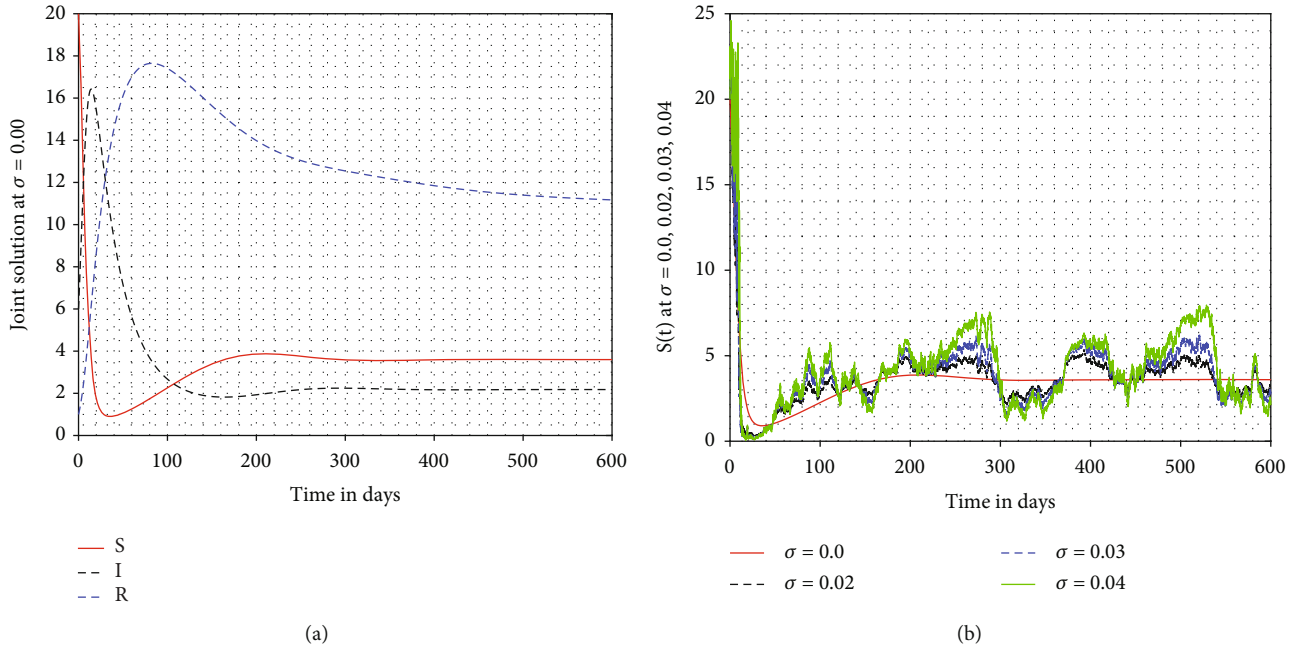 Joint solution at σ = 0.00
20
18
16
14
12
10
8
6
4
2
0
0 100 200 300 400 500 600
Time in days
S
I
R
(a)
S(t) at σ = 0.0, 0.02, 0.03, 0.04
25
20
15
10
5
0
0 100 200 300 400 500 600
Time in days
σ = 0.0
σ = 0.02
σ = 0.03
σ = 0.04
(b)